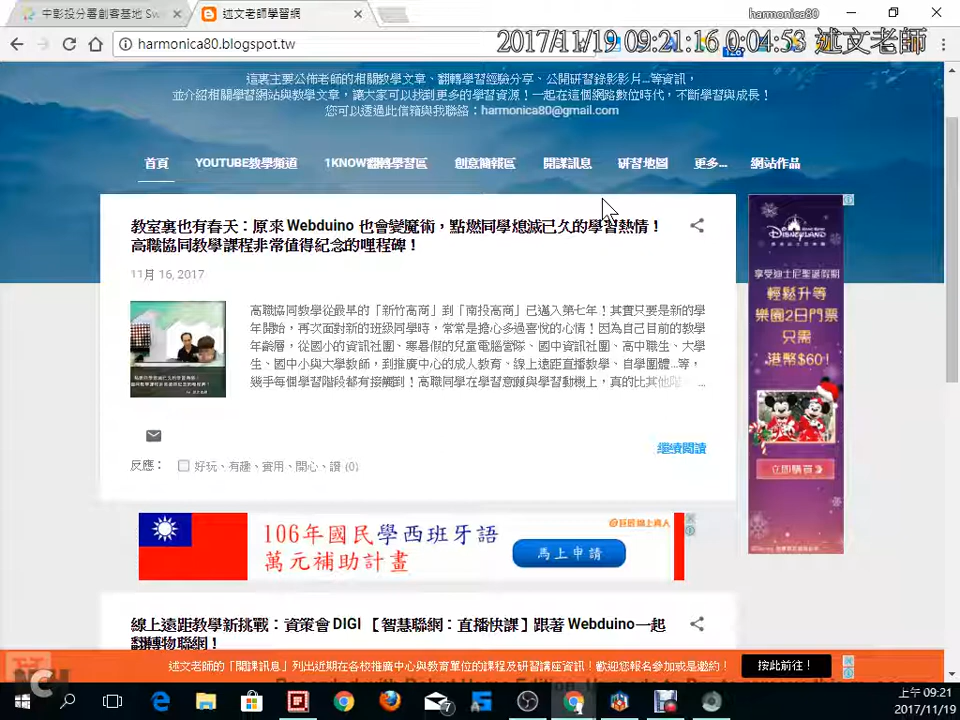 中彰投分署創客基地 Sw
述文老師學習網
harmonica80
harmonica80.blogspot.tw
2017/11/19 09:21:16 0:04:53 述文老師
這裏主要公佈老師的相關教學文章、翻轉學習經驗分享、公開研習錄影影片...等資訊，
並介紹相關學習網站與教學文章，讓大家可以找到更多的學習資源！一起在這個網路數位時代，不斷學習與成長！
您可以透過此信箱與我聯絡：harmonica80@gmail.com
首頁 YOUTUBE教學頻道 1KNOW翻轉學習區 創意簡報區 開課訊息 研習地圖 更多... 網站作品
教室裏也有春天：原來 Webduino 也會變魔術，點燃同學熄滅已久的學習熱情！
高職協同教學課程非常值得紀念的哩程碑！
11月 16, 2017
高職協同教學從最基的「新竹高商」到「南投高商」已邁入第七年！其實只要是新的學
年開始，再次面對新的班級同學時，常常是擔心多過喜悅的心情！因為自己目前的教學
年齡層，從國小的資訊社團、寒暑假的兒童電腦營隊、國中資訊社團、高中職生、大學
生、國中小與大學教師，到推廣中心的成人教育、線上遠距直播教學、自學團體...等，
幾乎每個學習階段都有接觸到！高職同學在學習意願與學習動機上，真的比其他階 ...
繼續閱讀
反應： 好玩、有趣、實用、開心、讚 (0)
DISNEYLAND
享受迪士尼聖誕假期
輕鬆升等
樂園2日門票
只需
港幣$60！
立即購買
106年國民學西班牙語
萬元補助計畫
巨匠線上真人
馬上申請
線上遠距教學新挑戰：資策會 DIGI 【智慧聯網：直播快課】跟著 Webduino一起
翻轉物聯網！
述文老師的「開課訊息」列出近期在各校推廣中心與教育單位的課程及研習講座資訊！歡迎您報名參加或是邀約！
按此前往！
7
上午 09:21
2017/11/19